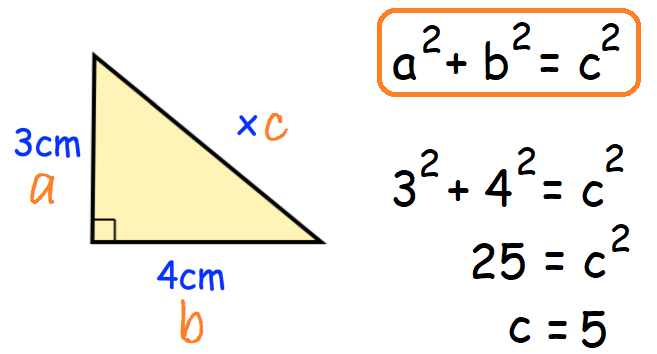 a² + b² = c²
3cm
a
x c
4cm
b
3² + 4² = c²
25 = c²
c = 5